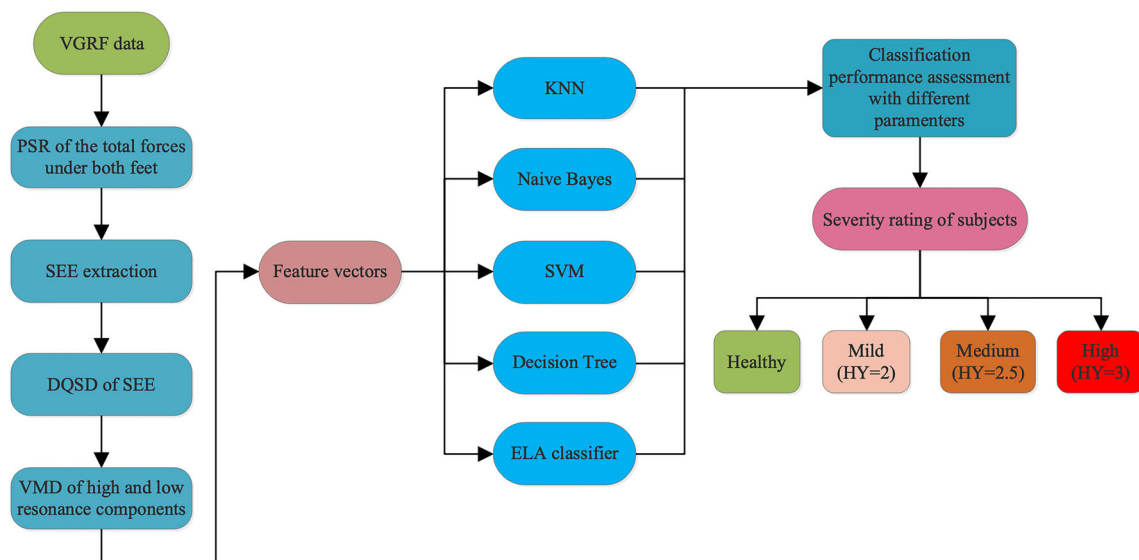 VGRF data
PSR of the total forces
under both feet
SEE extraction
DQSD of SEE
VMD of high and low
resonance components
Feature vectors
KNN
Naive Bayes
SVM
Decision Tree
ELA classifier
Classification
performance assessment
with different
paramenters
Severity rating of subjects
Healthy
Mild
(HY=2)
Medium
(HY=2.5)
High
(HY=3)